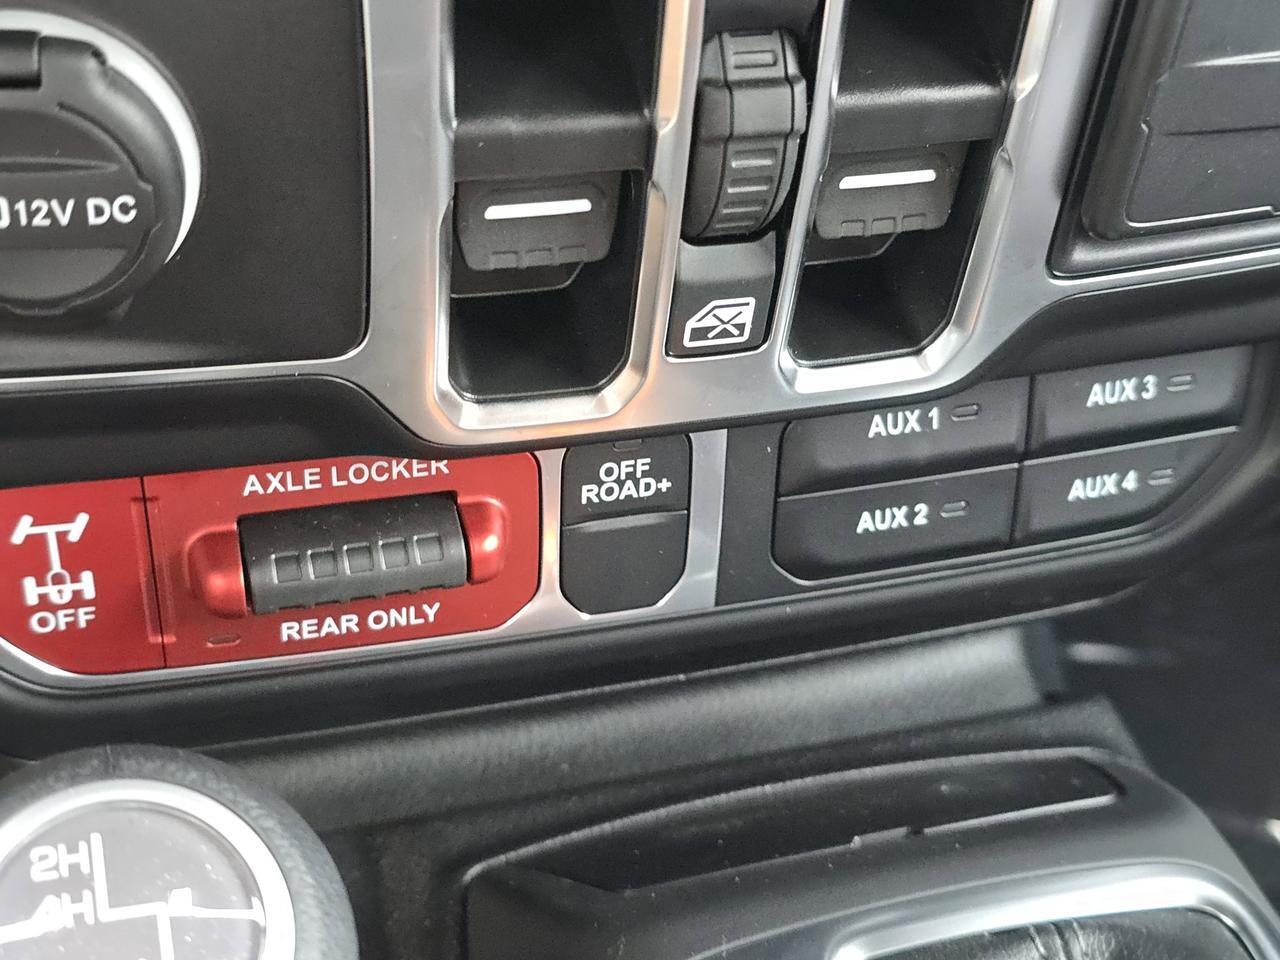 12V DC
AXLE LOCKER
OFF
REAR ONLY
OFF
ROAD+
AUX 1
AUX 3
AUX 2
AUX 4
2H
4H